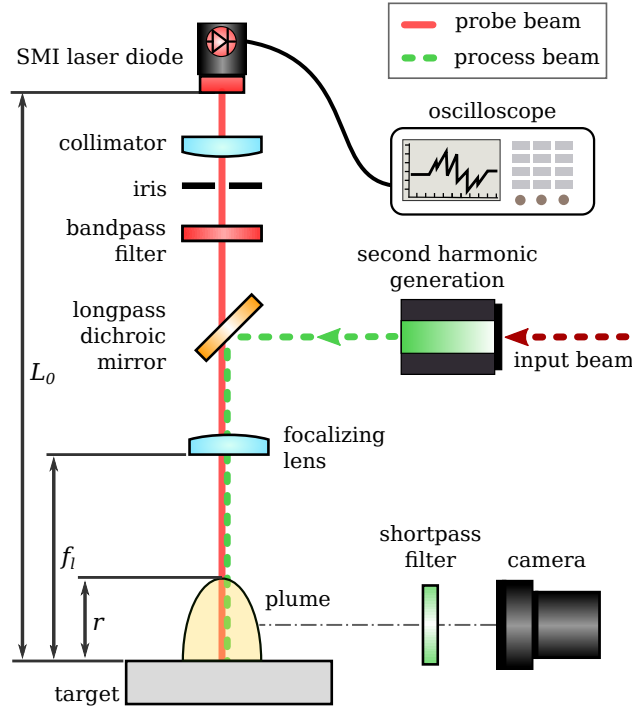 SMI laser diode
probe beam
process beam
oscilloscope
collimator
iris
bandpass
filter
second harmonic
generation
longpass
dichroic
mirror
input beam
L0
focalizing
lens
fl
shortpass
filter
camera
plume
r
target